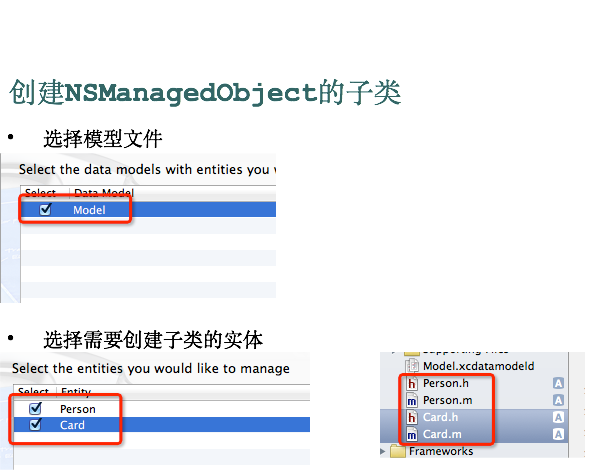 创建NSManagedObject的子类
• 选择模型文件
Select the data models with entities you
Select Data Model
Model
• 选择需要创建子类的实体
Select the entities you would like to manage
Select Entity
Person
Card
Supporting Files
Model.xcdatamodeld
h Person.h A
m Person.m A
h Card.h A
m Card.m A
Frameworks